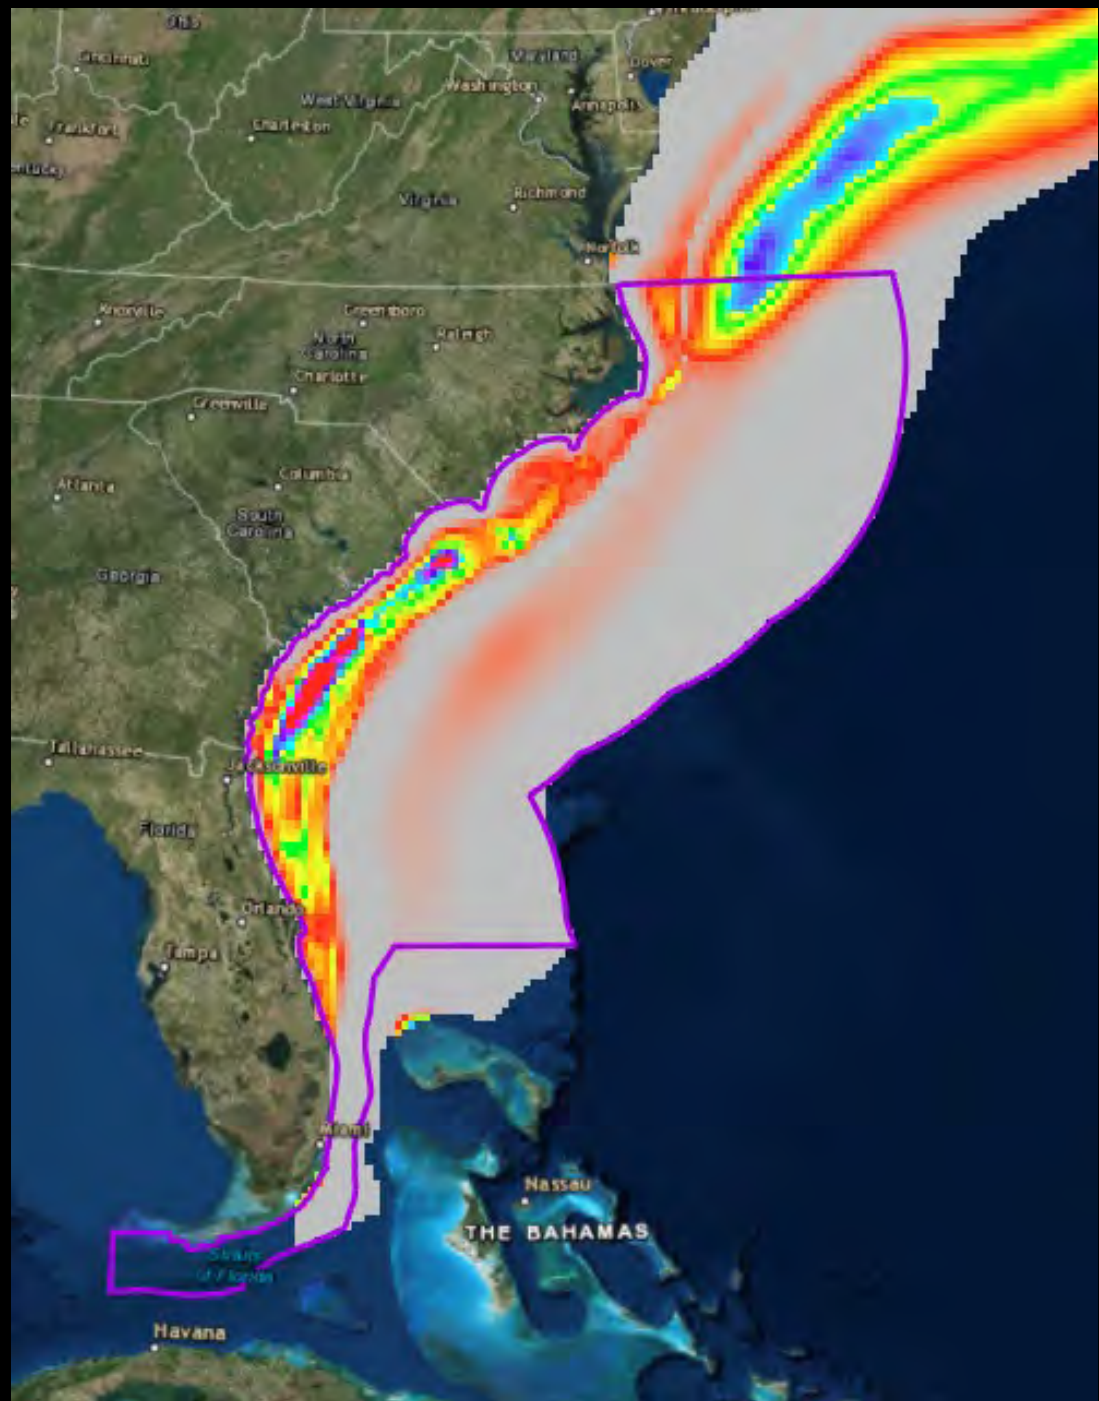 Ohio
Cincinnati
Maryland
Dover
Washington
Annapolis
West Virginia
Frankfort
Charleston
Virginia
Richmond
Norfolk
Knoxville
Greensboro
Raleigh
North
Carolina
Charlotte
Greenville
Columbia
Atlanta
South
Carolina
Georgia
Tallahassee
Jacksonville
Florida
Orlando
Tampa
Miami
Nassau
THE BAHAMAS
Straits
of Florida
Havana